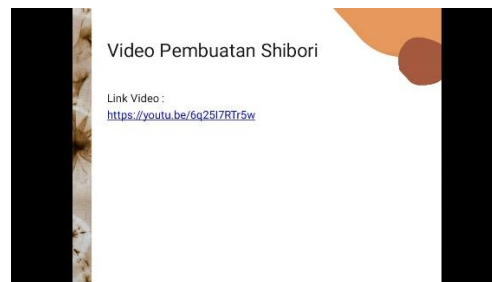 Video Pembuatan Shibori
Link Video :
https://youtu.be/6q25I7RTr5w